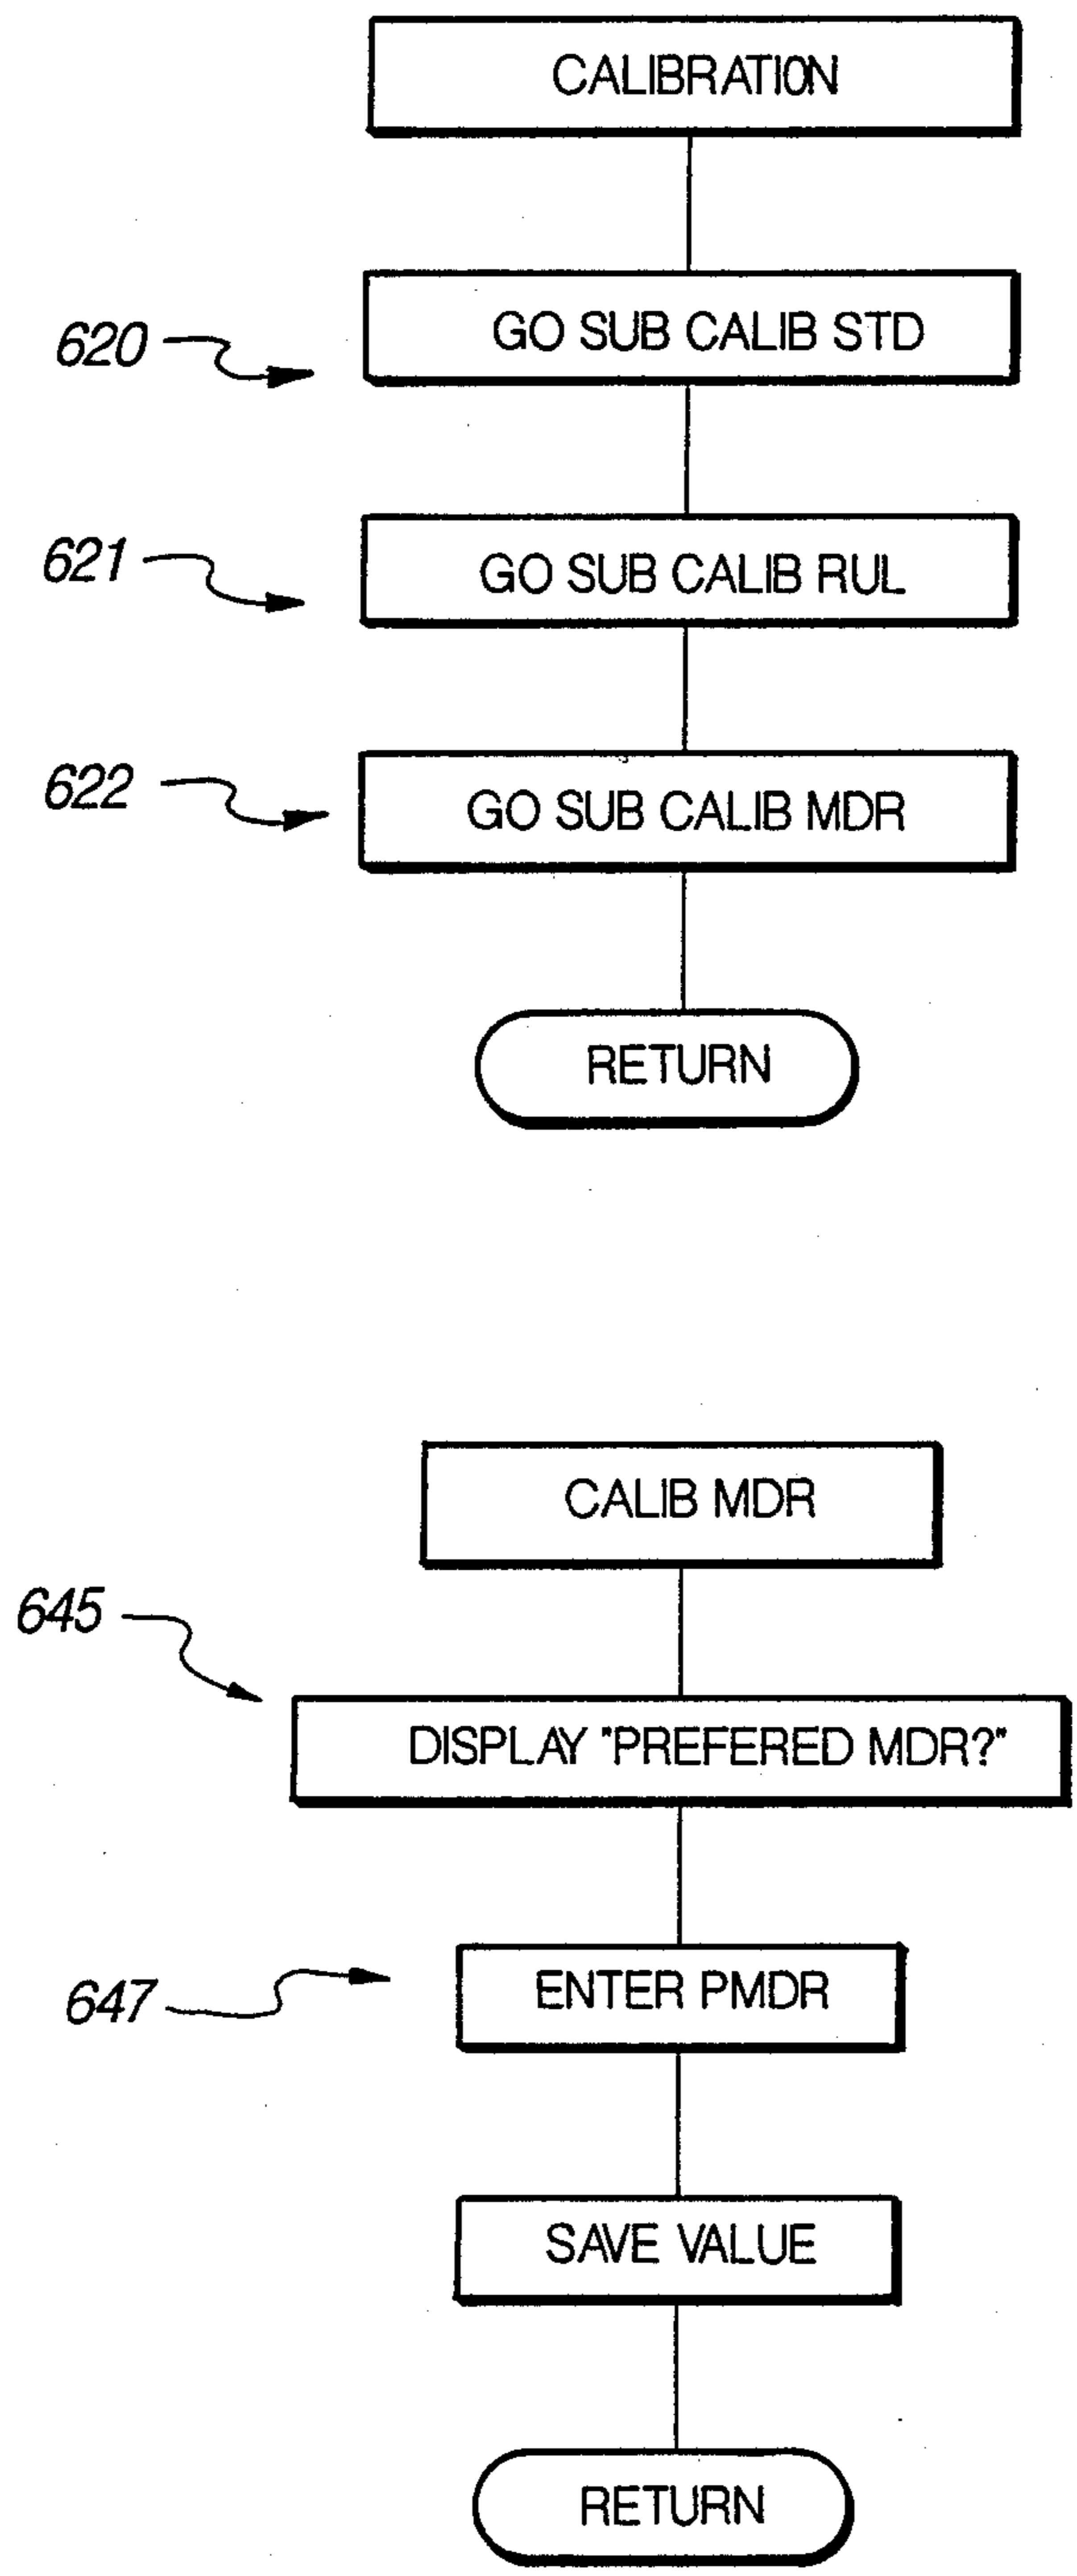 CALIBRATION
620
GO SUB CALIB STD
621
GO SUB CALIB RUL
622
GO SUB CALIB MDR
RETURN
CALIB MDR
645
DISPLAY "PREFERED MDR?"
647
ENTER PMDR
SAVE VALUE
RETURN